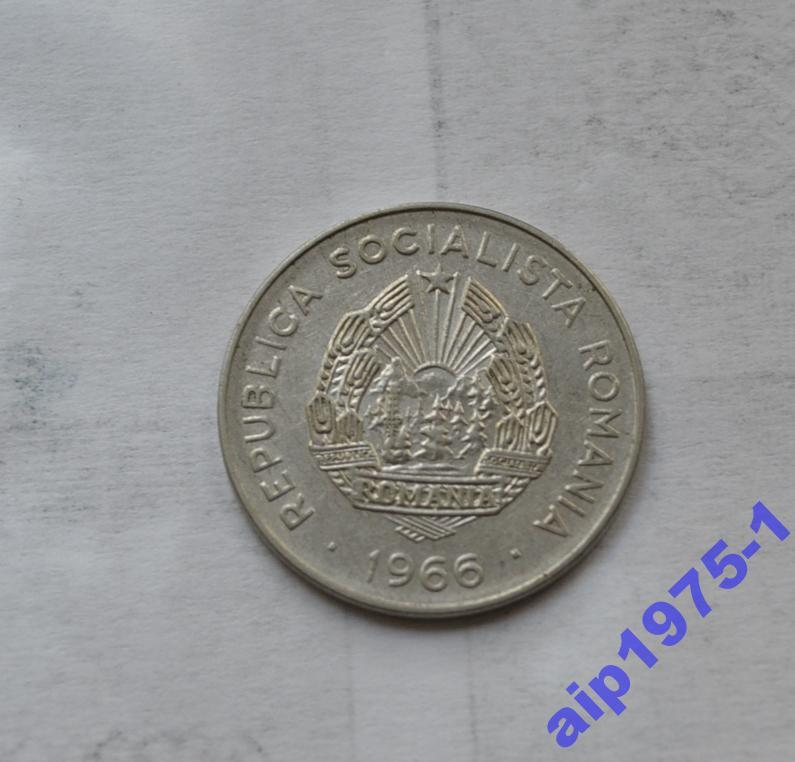 REPUBLICA SOCIALISTA ROMANIA
ROMANIA
· 1966 ·
aip1975-1